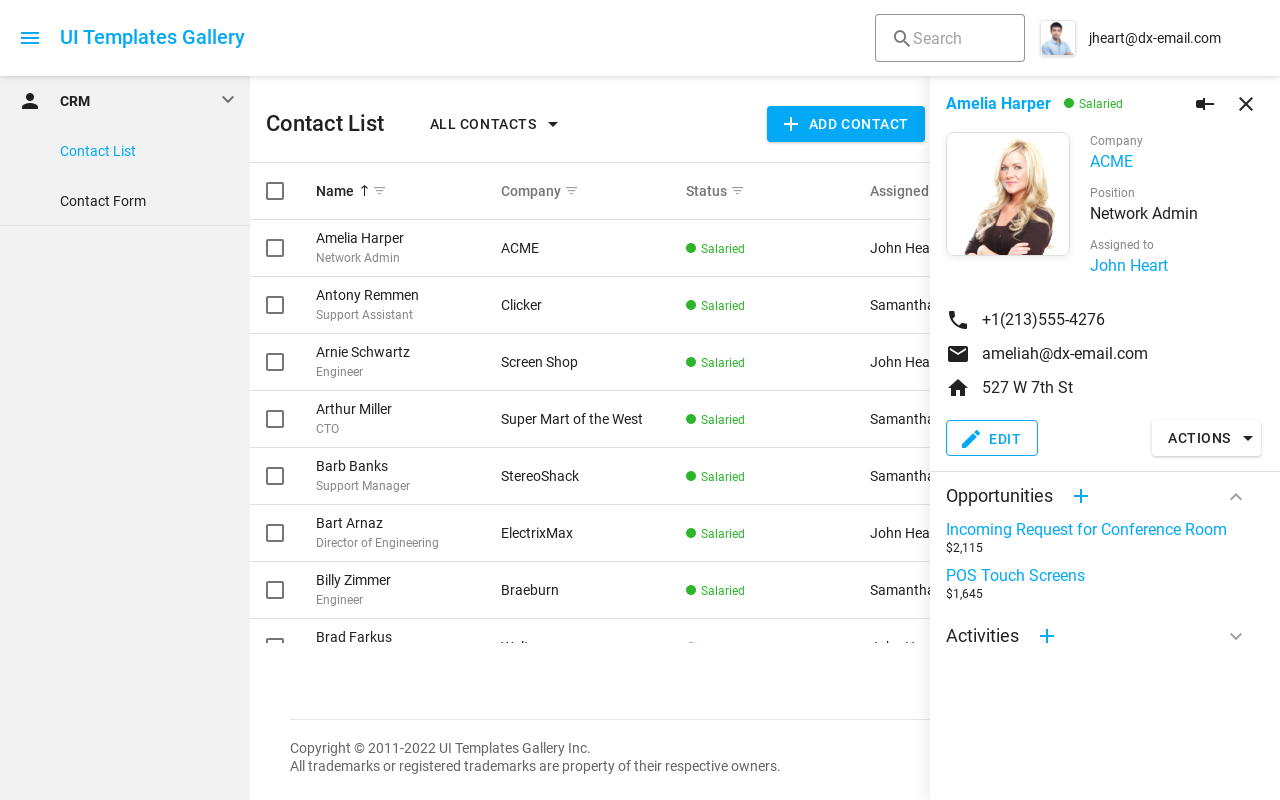 UI Templates Gallery
Search
jheart@dx-email.com
CRM
Contact List
Contact Form
Contact List
ALL CONTACTS
ADD CONTACT
Name
Company
Status
Assigned
Amelia Harper
Network Admin
ACME
Salaried
John Hea
Antony Remmen
Support Assistant
Clicker
Salaried
Samantha
Arnie Schwartz
Engineer
Screen Shop
Salaried
John Hea
Arthur Miller
CTO
Super Mart of the West
Salaried
Samantha
Barb Banks
Support Manager
StereoShack
Salaried
Samantha
Bart Arnaz
Director of Engineering
ElectrixMax
Salaried
John Hea
Billy Zimmer
Engineer
Braeburn
Salaried
Samantha
Brad Farkus
Copyright © 2011-2022 UI Templates Gallery Inc.
All trademarks or registered trademarks are property of their respective owners.
Amelia Harper
Salaried
Company
ACME
Position
Network Admin
Assigned to
John Heart
+1(213)555-4276
ameliah@dx-email.com
527 W 7th St
EDIT
ACTIONS
Opportunities
Incoming Request for Conference Room
$2,115
POS Touch Screens
$1,645
Activities